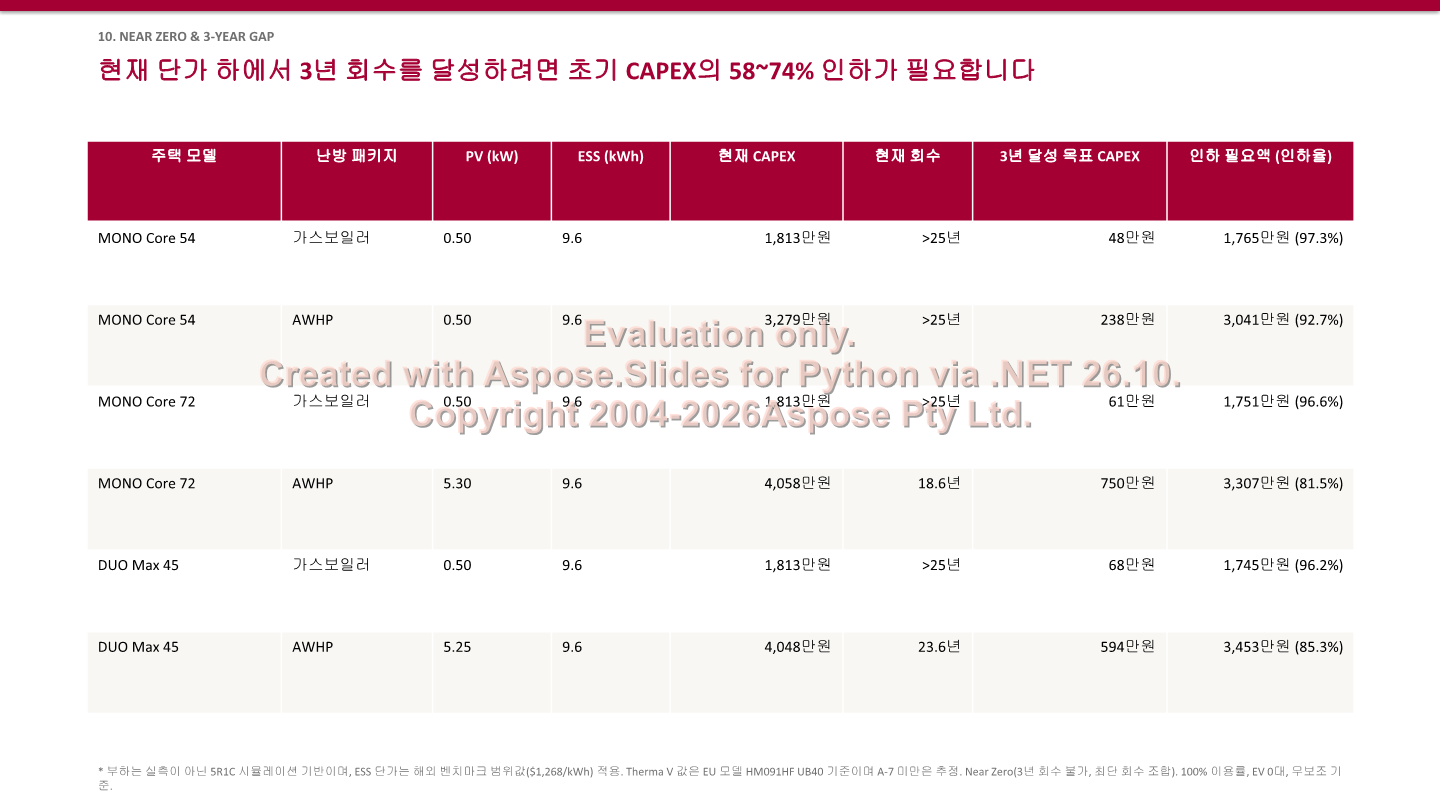 10. NEAR ZERO & 3-YEAR GAP
현재 단가 하에서 3년 회수를 달성하려면 초기 CAPEX의 58~74% 인하가 필요합니다
주택 모델 난방 패키지 PV (kW) ESS (kWh) 현재 CAPEX 현재 회수 3년 달성 목표 CAPEX 인하 필요액 (인하율)
MONO Core 54 가스보일러 0.50 9.6 1,813만원 >25년 48만원 1,765만원 (97.3%)
MONO Core 54 AWHP 0.50 9.6 3,279만원 >25년 238만원 3,041만원 (92.7%)
Evaluation only.
Created with Aspose.Slides for Python via .NET 26.10.
MONO Core 72 가스보일러 0.50 9.6 1,813만원 >25년 61만원 1,751만원 (96.6%)
Copyright 2004-2026Aspose Pty Ltd.
MONO Core 72 AWHP 5.30 9.6 4,058만원 18.6년 750만원 3,307만원 (81.5%)
DUO Max 45 가스보일러 0.50 9.6 1,813만원 >25년 68만원 1,745만원 (96.2%)
DUO Max 45 AWHP 5.25 9.6 4,048만원 23.6년 594만원 3,453만원 (85.3%)
* 부하는 실측이 아닌 5R1C 시뮬레이션 기반이며, ESS 단가는 해외 벤치마크 범위값($1,268/kWh) 적용. Therma V 값은 EU 모델 HM091HF UB40 기준이며 A-7 미만은 추정. Near Zero(3년 회수 불가, 최단 회수 조합). 100% 이용률, EV 0대, 무보조 기
준.